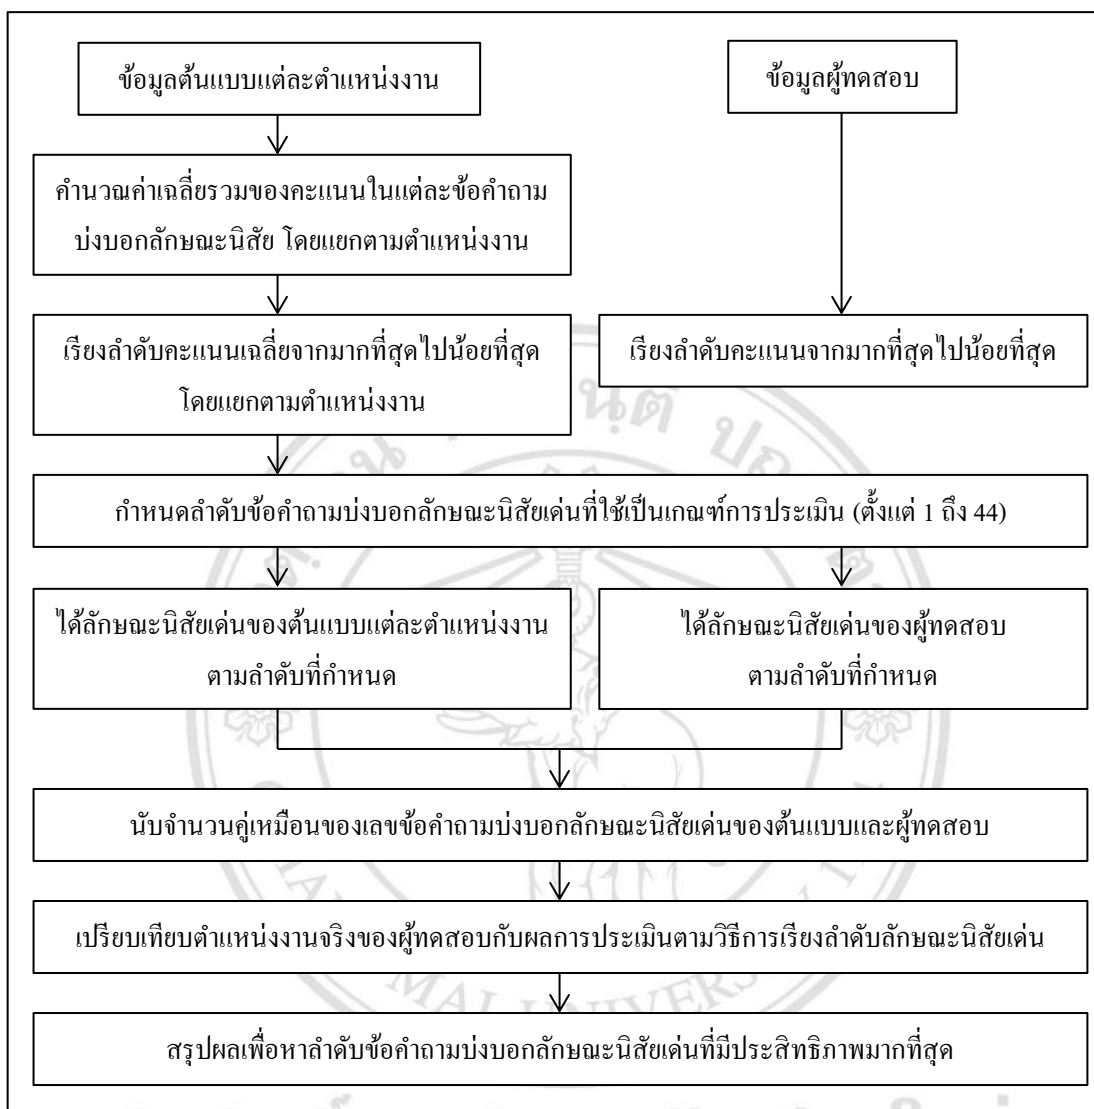 ข้อมูลต้นแบบแต่ละตำแหน่งงาน
ข้อมูลผู้ทดสอบ
คำนวณค่าเฉลี่ยรวมของคะแนนในแต่ละข้อคำถาม
บ่งบอกลักษณะนิสัย โดยแยกตามตำแหน่งงาน
เรียงลำดับคะแนนเฉลี่ยจากมากที่สุดไปน้อยที่สุด
โดยแยกตามตำแหน่งงาน
เรียงลำดับคะแนนจากมากที่สุดไปน้อยที่สุด
กำหนดลำดับข้อคำถามบ่งบอกลักษณะนิสัยเด่นที่ใช้เป็นเกณฑ์การประเมิน (ตั้งแต่ 1 ถึง 44)
ได้ลักษณะนิสัยเด่นของต้นแบบแต่ละตำแหน่งงาน
ตามลำดับที่กำหนด
ได้ลักษณะนิสัยเด่นของผู้ทดสอบ
ตามลำดับที่กำหนด
นับจำนวนคู่เหมือนของเลขข้อคำถามบ่งบอกลักษณะนิสัยเด่นของต้นแบบและผู้ทดสอบ
เปรียบเทียบตำแหน่งงานจริงของผู้ทดสอบกับผลการประเมินตามวิธีการเรียงลำดับลักษณะนิสัยเด่น
MAI UNIVERS
สรุปผลเพื่อหาลำดับข้อคำถามบ่งบอกลักษณะนิสัยเด่นที่มีประสิทธิภาพมากที่สุด